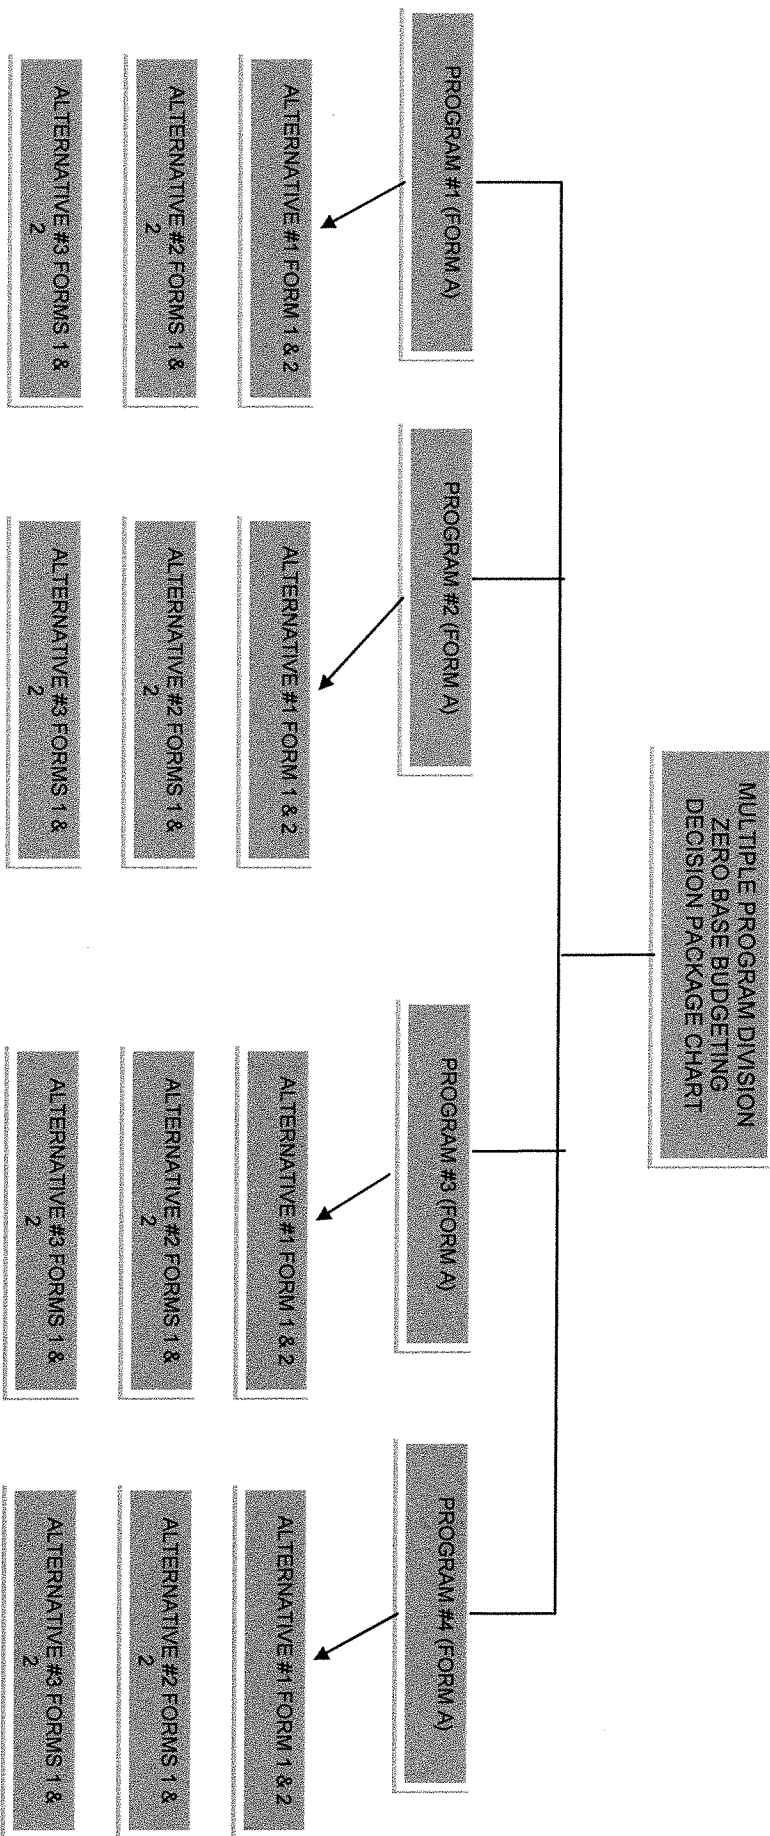 MULTIPLE PROGRAM DIVISION
ZERO BASE BUDGETING
DECISION PACKAGE CHART
PROGRAM #1 (FORM A)
PROGRAM #2 (FORM A)
PROGRAM #3 (FORM A)
PROGRAM #4 (FORM A)
ALTERNATIVE #1 FORM 1 & 2
ALTERNATIVE #1 FORM 1 & 2
ALTERNATIVE #1 FORM 1 & 2
ALTERNATIVE #1 FORM 1 & 2
ALTERNATIVE #2 FORMS 1 &
2
ALTERNATIVE #2 FORMS 1 &
2
ALTERNATIVE #2 FORMS 1 &
2
ALTERNATIVE #2 FORMS 1 &
2
ALTERNATIVE #3 FORMS 1 &
2
ALTERNATIVE #3 FORMS 1 &
2
ALTERNATIVE #3 FORMS 1 &
2
ALTERNATIVE #3 FORMS 1 &
2